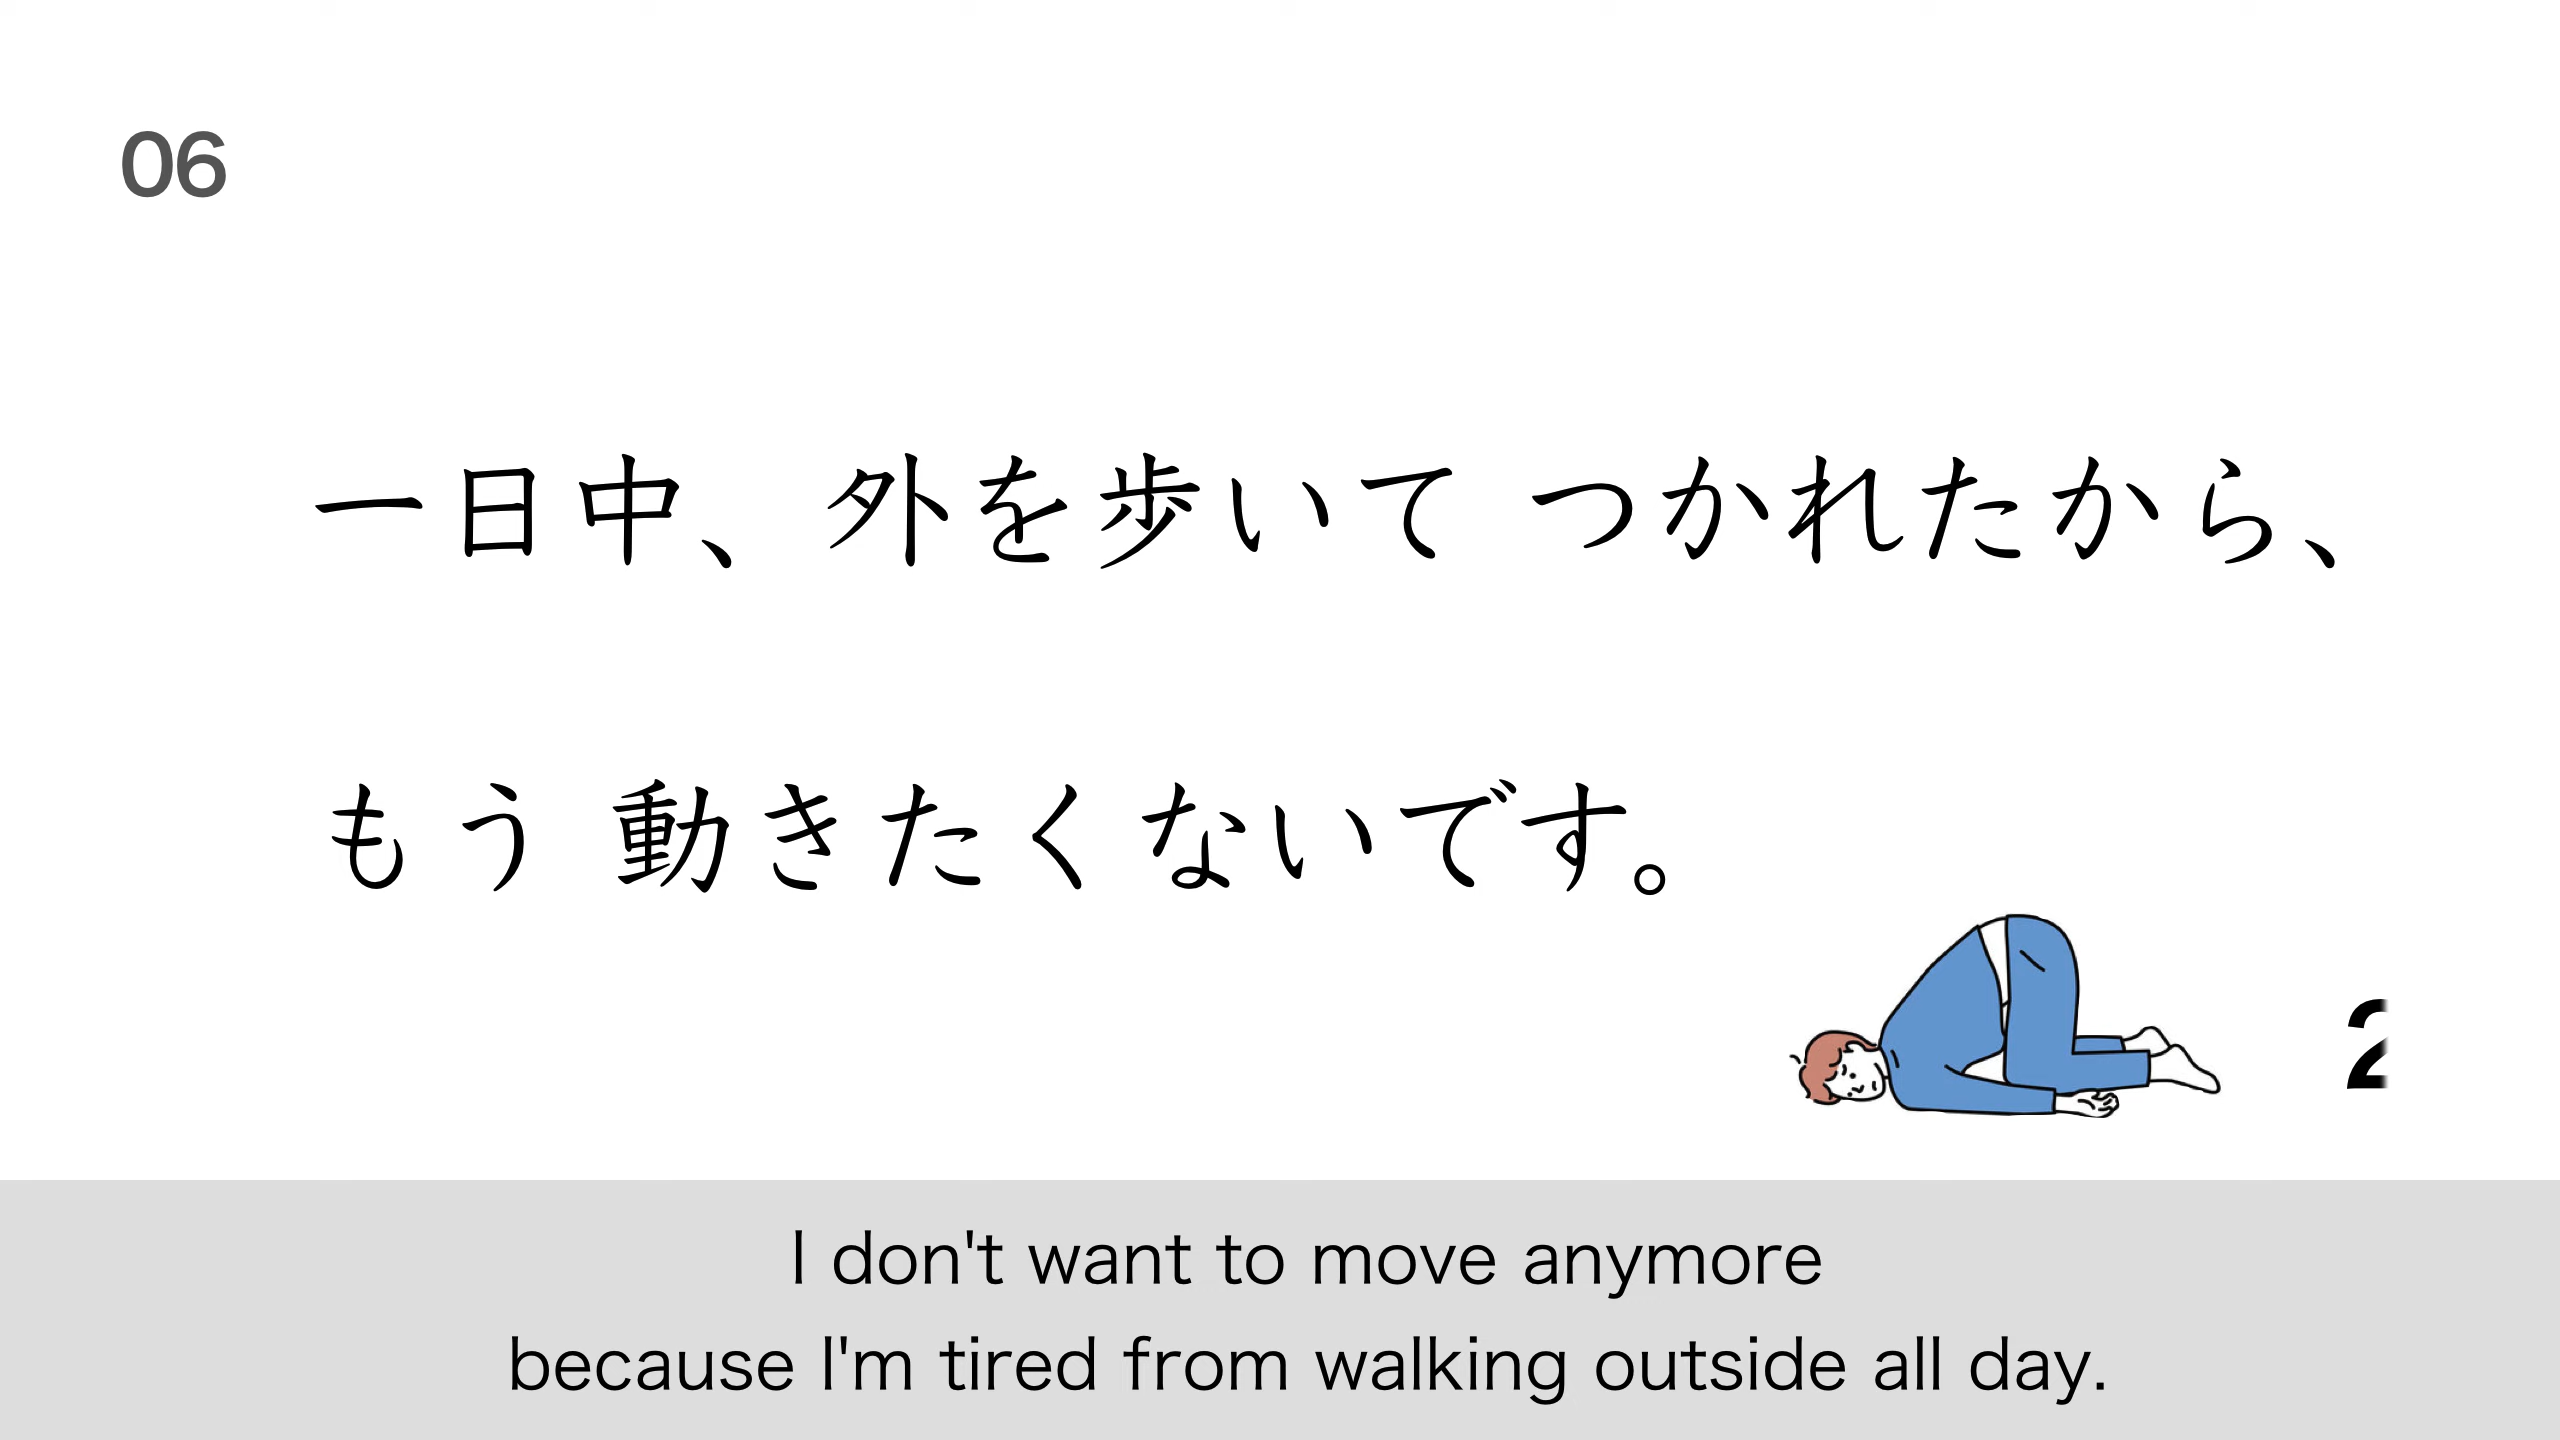 06
一日中、外を歩いて つかれたから、
もう 動きたくないです。
2
I don't want to move anymore
because I'm tired from walking outside all day.